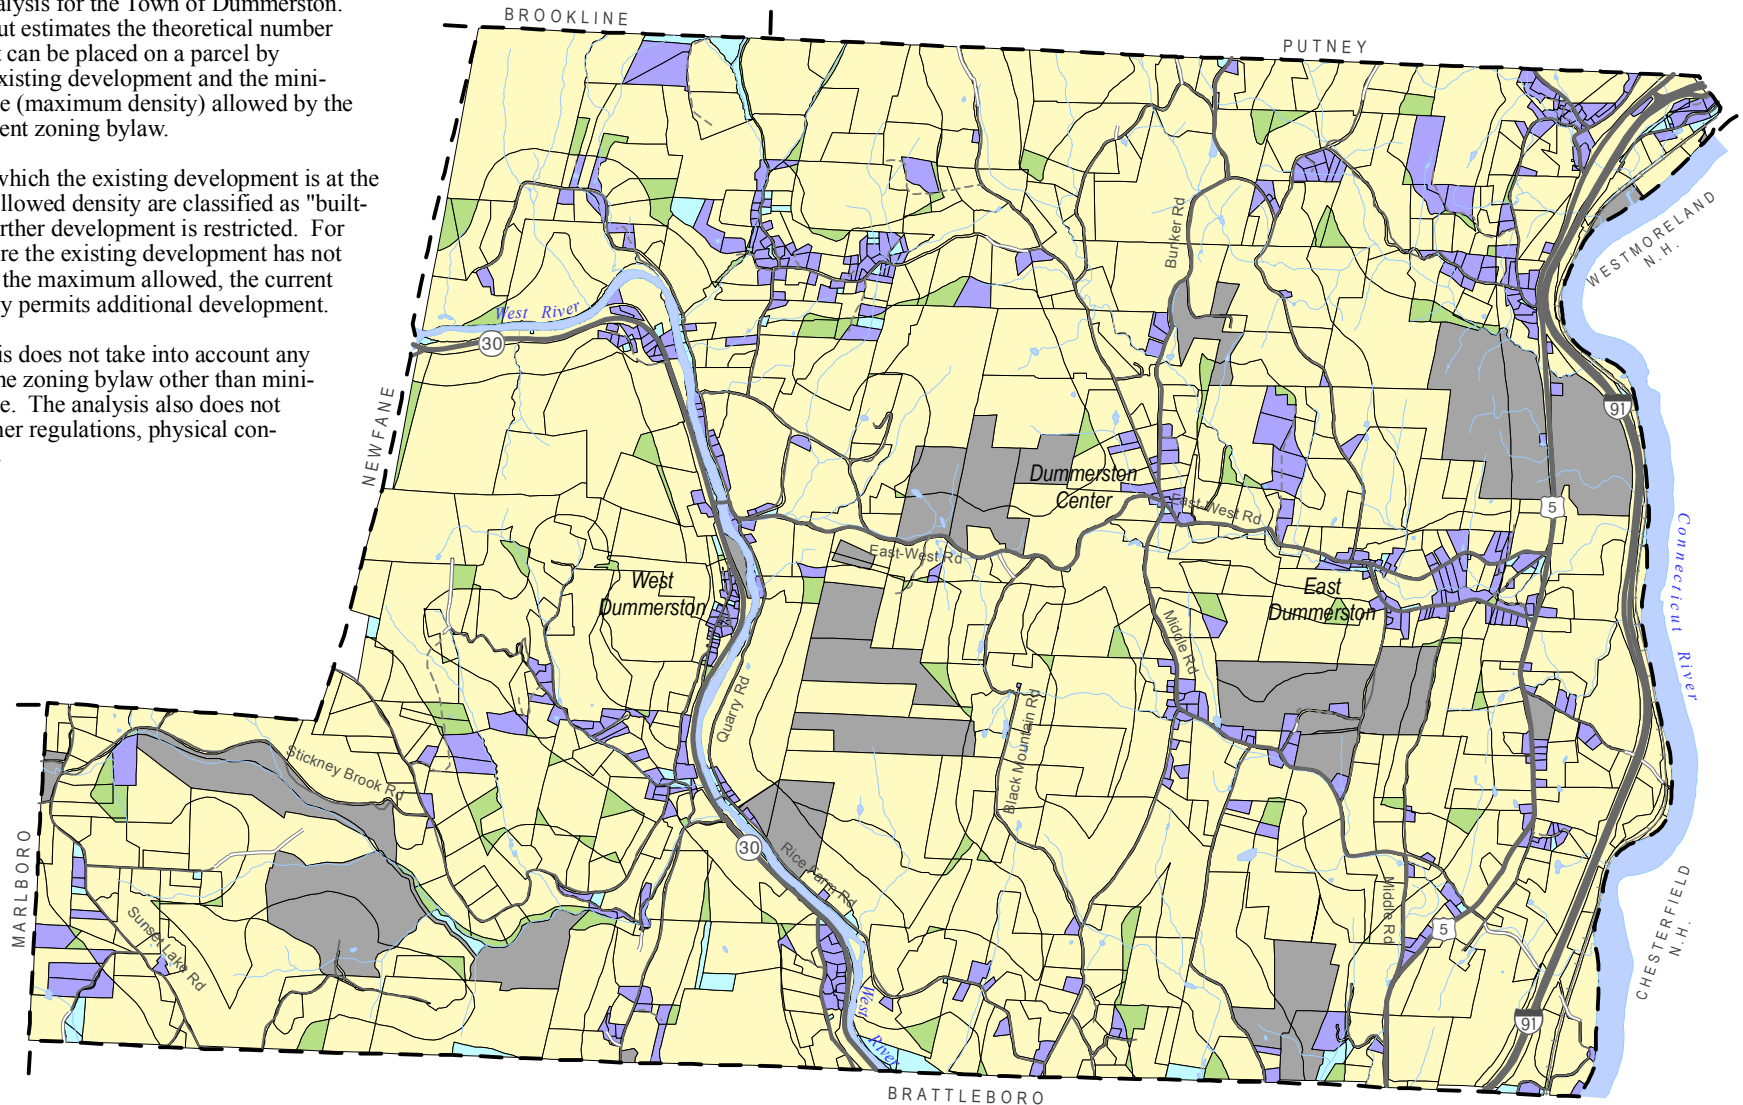 alysis for the Town of Dummerston.
ut estimates the theoretical number
t can be placed on a parcel by
xisting development and the mini-
e (maximum density) allowed by the
ent zoning bylaw.
which the existing development is at the
llowed density are classified as "built-
rther development is restricted. For
re the existing development has not
the maximum allowed, the current
y permits additional development.
is does not take into account any
he zoning bylaw other than mini-
e. The analysis also does not
her regulations, physical con-
BROOKLINE
PUTNEY
WESTMORELAND
N.H.
Bunker Rd
West River
30
NEWFANE
91
Dummerston
Center
East-West Rd
5
Connecticut River
East-West Rd
West
Dummerston
East
Dummerston
Middle Rd
Quarry Rd
Black Mountain Rd
Stickney Brook Rd
MARLBORO
30
Rice Farm Rd
Sunset Lake Rd
Middle Rd
5
CHESTERFIELD
N.H.
West
River
91
BRATTLEBORO